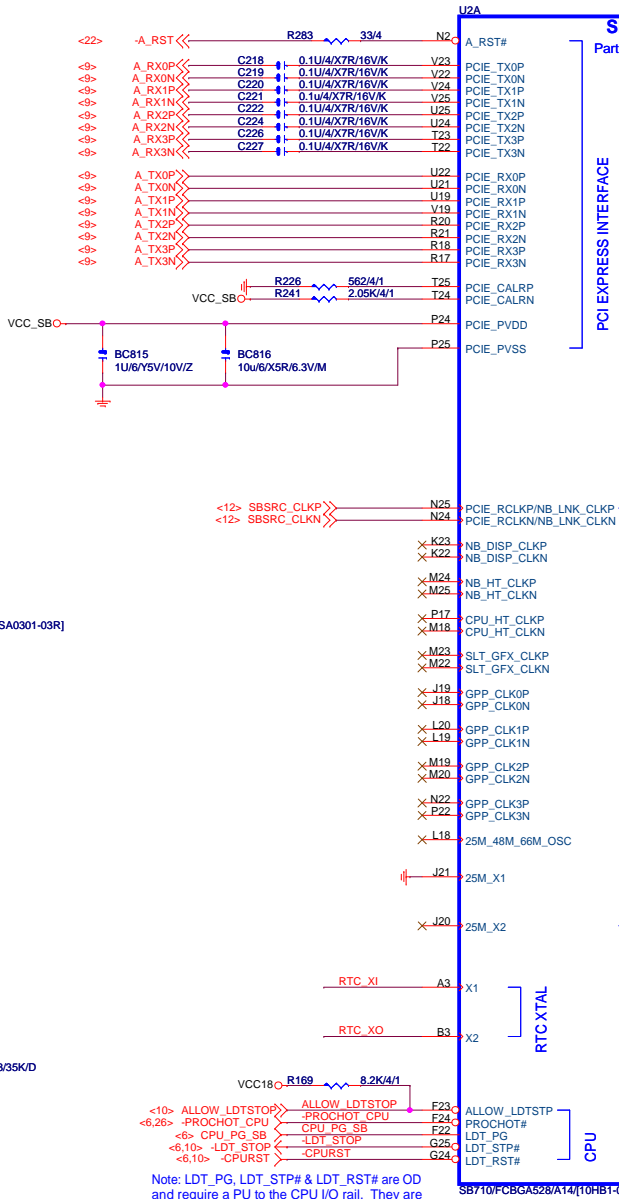 U2A
S
Part
<22> -A_RST R283 33/4 N2 A_RST#
<9> A_RX0P C218 0.1U/4/X7R/16V/K V23 PCIE_TX0P
<9> A_RX0N C219 0.1U/4/X7R/16V/K V22 PCIE_TX0N
<9> A_RX1P C220 0.1U/4/X7R/16V/K V24 PCIE_TX1P
<9> A_RX1N C221 0.1u/4/X7R/16V/K V25 PCIE_TX1N
<9> A_RX2P C222 0.1U/4/X7R/16V/K U25 PCIE_TX2P
<9> A_RX2N C224 0.1U/4/X7R/16V/K U24 PCIE_TX2N
<9> A_RX3P C226 0.1U/4/X7R/16V/K T23 PCIE_TX3P
<9> A_RX3N C227 0.1U/4/X7R/16V/K T22 PCIE_TX3N
<9> A_TX0P U22 PCIE_RX0P
<9> A_TX0N U21 PCIE_RX0N
<9> A_TX1P U19 PCIE_RX1P
<9> A_TX1N V19 PCIE_RX1N
<9> A_TX2P R20 PCIE_RX2P
<9> A_TX2N R21 PCIE_RX2N
<9> A_TX3P R18 PCIE_RX3P
<9> A_TX3N R17 PCIE_RX3N
PCI EXPRESS INTERFACE
R226 562/4/1 T25 PCIE_CALRP
VCC_SB R241 2.05K/4/1 T24 PCIE_CALRN
VCC_SB P24 PCIE_PVDD
P25 PCIE_PVSS
BC815 BC816
1U/6/Y5V/10V/Z 10u/6/X5R/6.3V/M
<12> SBSRC_CLKP N25 PCIE_RCLKP/NB_LNK_CLKP
<12> SBSRC_CLKN N24 PCIE_RCLKN/NB_LNK_CLKN
K23 NB_DISP_CLKP
K22 NB_DISP_CLKN
M24 NB_HT_CLKP
M25 NB_HT_CLKN
P17 CPU_HT_CLKP
SA0301-03R]
M18 CPU_HT_CLKN
M23 SLT_GFX_CLKP
M22 SLT_GFX_CLKN
J19 GPP_CLK0P
J18 GPP_CLK0N
L20 GPP_CLK1P
L19 GPP_CLK1N
M19 GPP_CLK2P
M20 GPP_CLK2N
N22 GPP_CLK3P
P22 GPP_CLK3N
L18 25M_48M_66M_OSC
J21 25M_X1
J20 25M_X2
RTC_XI A3 X1
RTC XTAL
RTC_XO B3 X2
/35K/D
VCC18 R169 8.2K/4/1
<10> ALLOW_LDTSTOP ALLOW_LDTSTOP F23 ALLOW_LDTSTP
<6,26> -PROCHOT_CPU -PROCHOT_CPU F24 PROCHOT#
<6> CPU_PG_SB CPU_PG_SB F22 LDT_PG
<6,10> -LDT_STOP -LDT_STOP G25 LDT_STP#
<6,10> -CPURST -CPURST G24 LDT_RST#
CPU
Note: LDT_PG, LDT_STP# & LDT_RST# are OD
and require a PU to the CPU I/O rail. They are
SB710/FCBGA528/A14/[10HB1-